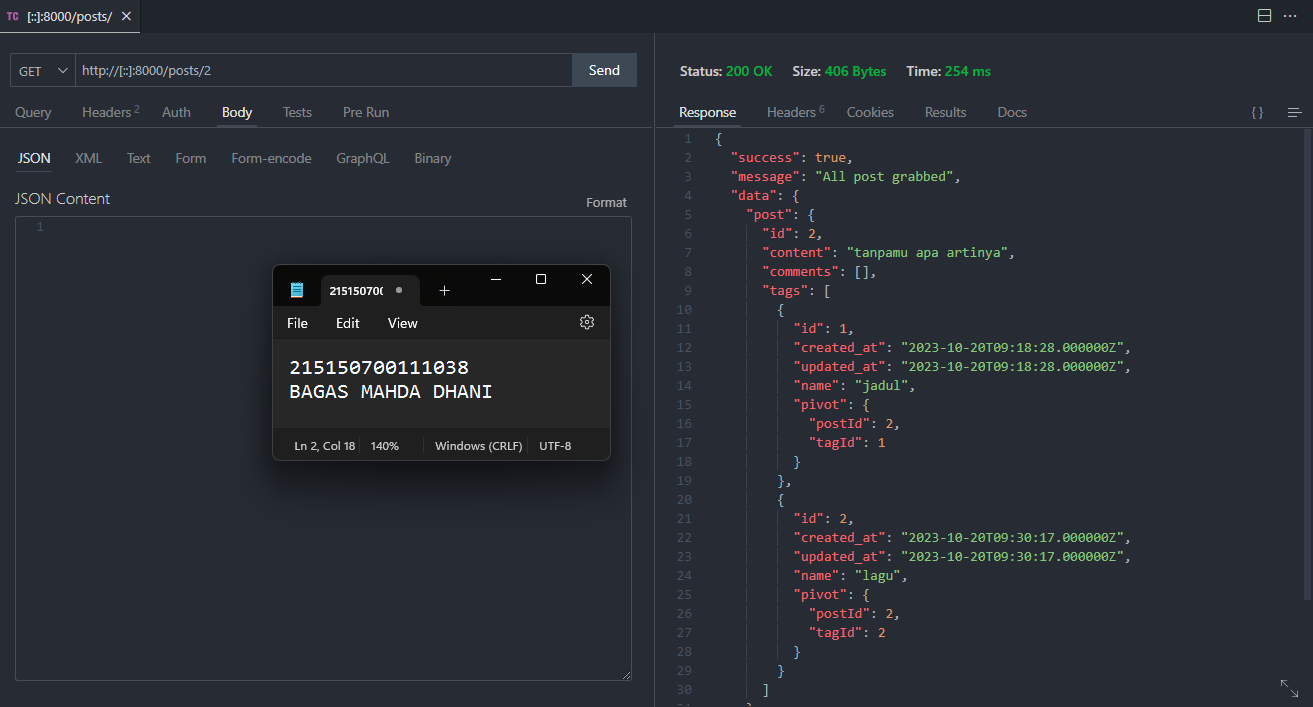 TC [::]:8000/posts/
GET http://[::]:8000/posts/2 Send
Query Headers 2 Auth Body Tests Pre Run
JSON XML Text Form Form-encode GraphQL Binary
JSON Content Format
1
215150700
File Edit View
215150700111038
BAGAS MAHDA DHANI
Ln 2, Col 18 140% Windows (CRLF) UTF-8
Status: 200 OK Size: 406 Bytes Time: 254 ms
Response Headers 6 Cookies Results Docs { }
1 {
2 "success": true,
3 "message": "All post grabbed",
4 "data": {
5 "post": {
6 "id": 2,
7 "content": "tanpamu apa artinya",
8 "comments": [],
9 "tags": [
10 {
11 "id": 1,
12 "created_at": "2023-10-20T09:18:28.000000Z",
13 "updated_at": "2023-10-20T09:18:28.000000Z",
14 "name": "jadul",
15 "pivot": {
16 "postId": 2,
17 "tagId": 1
18 }
19 },
20 {
21 "id": 2,
22 "created_at": "2023-10-20T09:30:17.000000Z",
23 "updated_at": "2023-10-20T09:30:17.000000Z",
24 "name": "lagu",
25 "pivot": {
26 "postId": 2,
27 "tagId": 2
28 }
29 }
30 ]